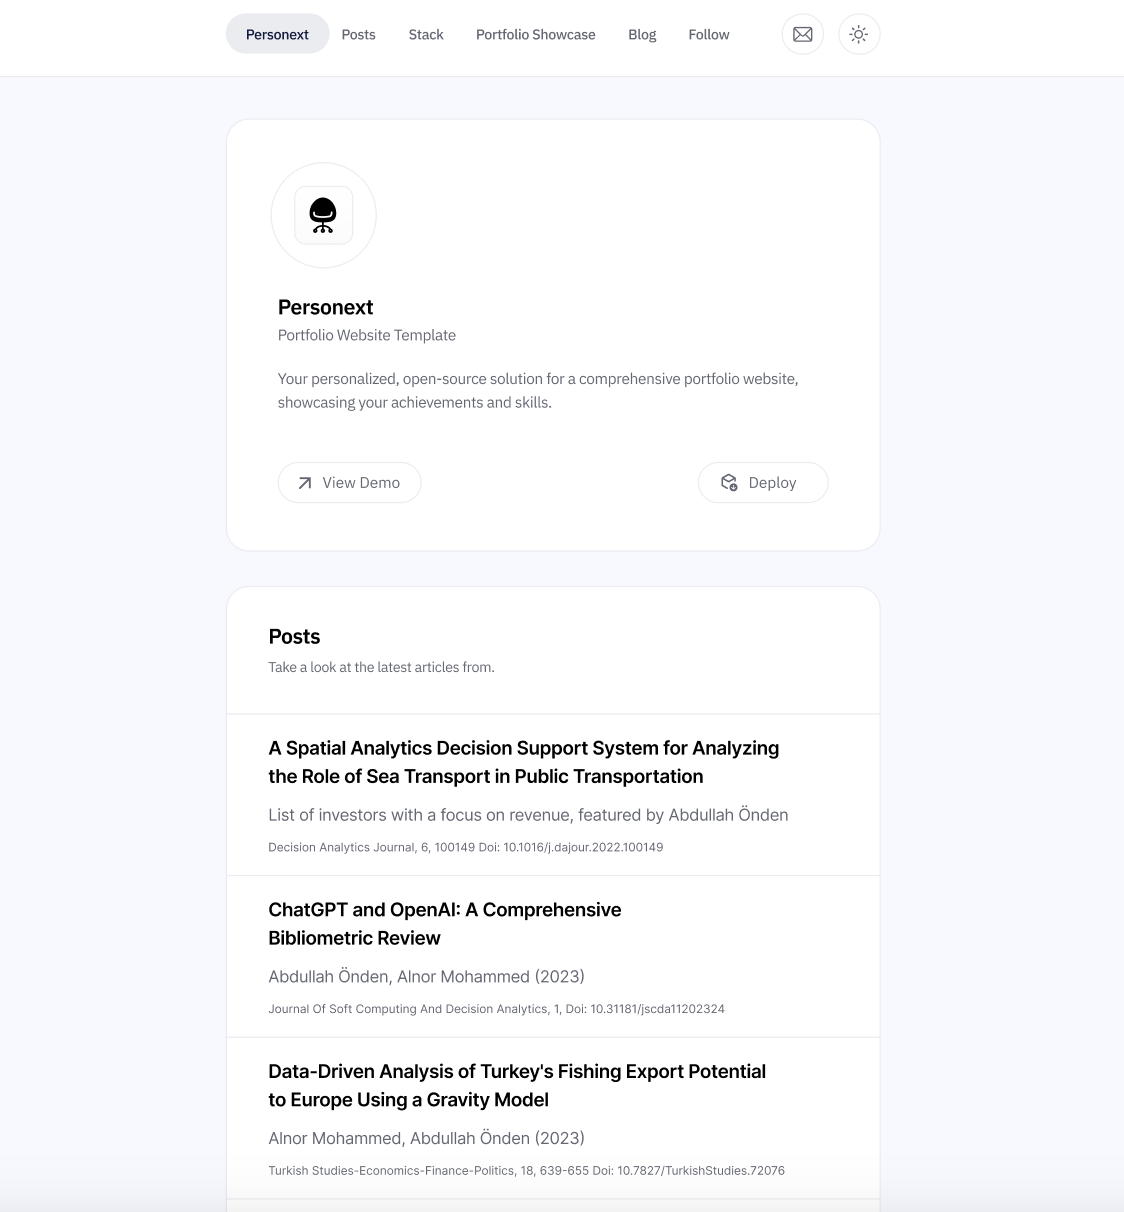 Personext Posts Stack Portfolio Showcase Blog Follow
Personext
Portfolio Website Template
Your personalized, open-source solution for a comprehensive portfolio website,
showcasing your achievements and skills.
View Demo Deploy
Posts
Take a look at the latest articles from.
A Spatial Analytics Decision Support System for Analyzing
the Role of Sea Transport in Public Transportation
List of investors with a focus on revenue, featured by Abdullah Önden
Decision Analytics Journal, 6, 100149 Doi: 10.1016/j.dajour.2022.100149
ChatGPT and OpenAI: A Comprehensive
Bibliometric Review
Abdullah Önden, Alnor Mohammed (2023)
Journal Of Soft Computing And Decision Analytics, 1, Doi: 10.31181/jscda11202324
Data-Driven Analysis of Turkey's Fishing Export Potential
to Europe Using a Gravity Model
Alnor Mohammed, Abdullah Önden (2023)
Turkish Studies-Economics-Finance-Politics, 18, 639-655 Doi: 10.7827/TurkishStudies.72076